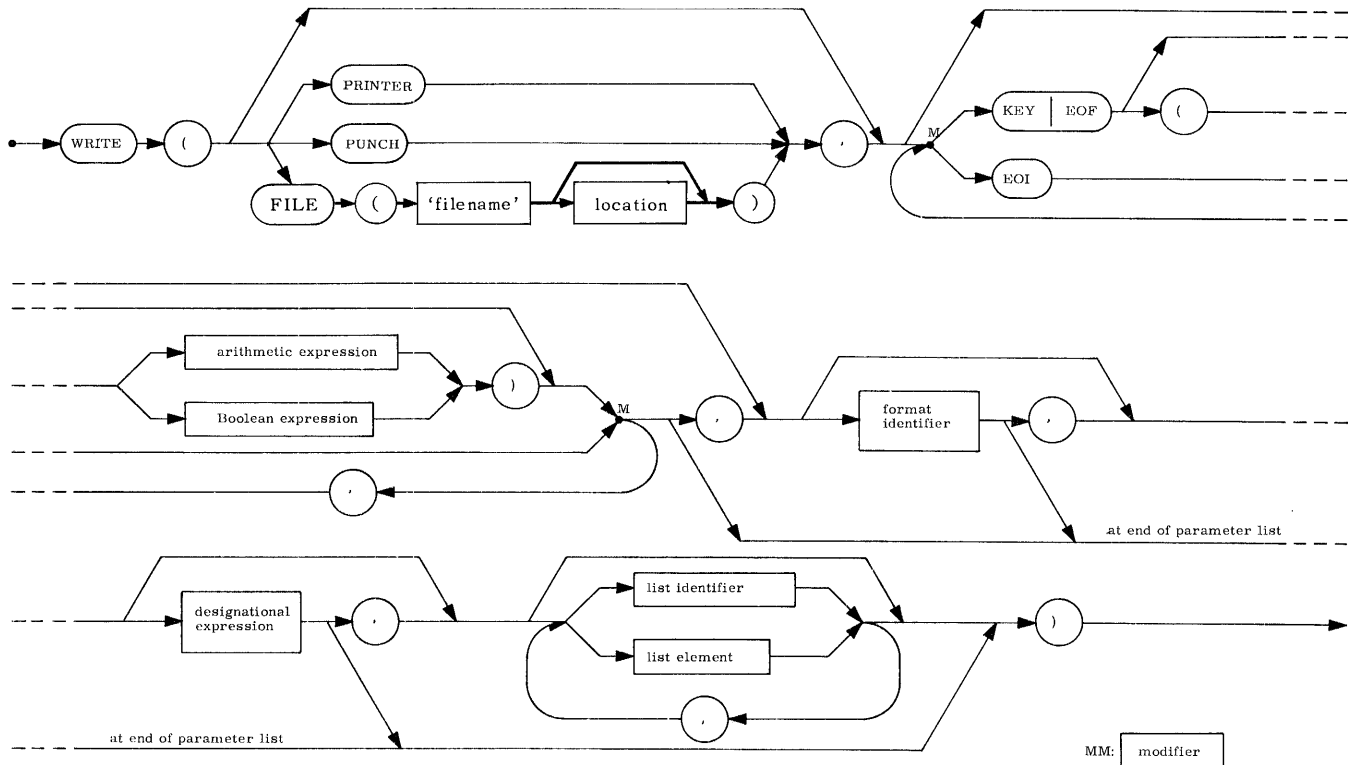 WRITE ( PRINTER , M KEY | EOF (
PUNCH
EOI
FILE ( 'filename' location )
arithmetic expression
)
Boolean expression
M , format identifier ,
,
at end of parameter list
designational expression , list identifier )
list element
,
at end of parameter list
MM: modifier